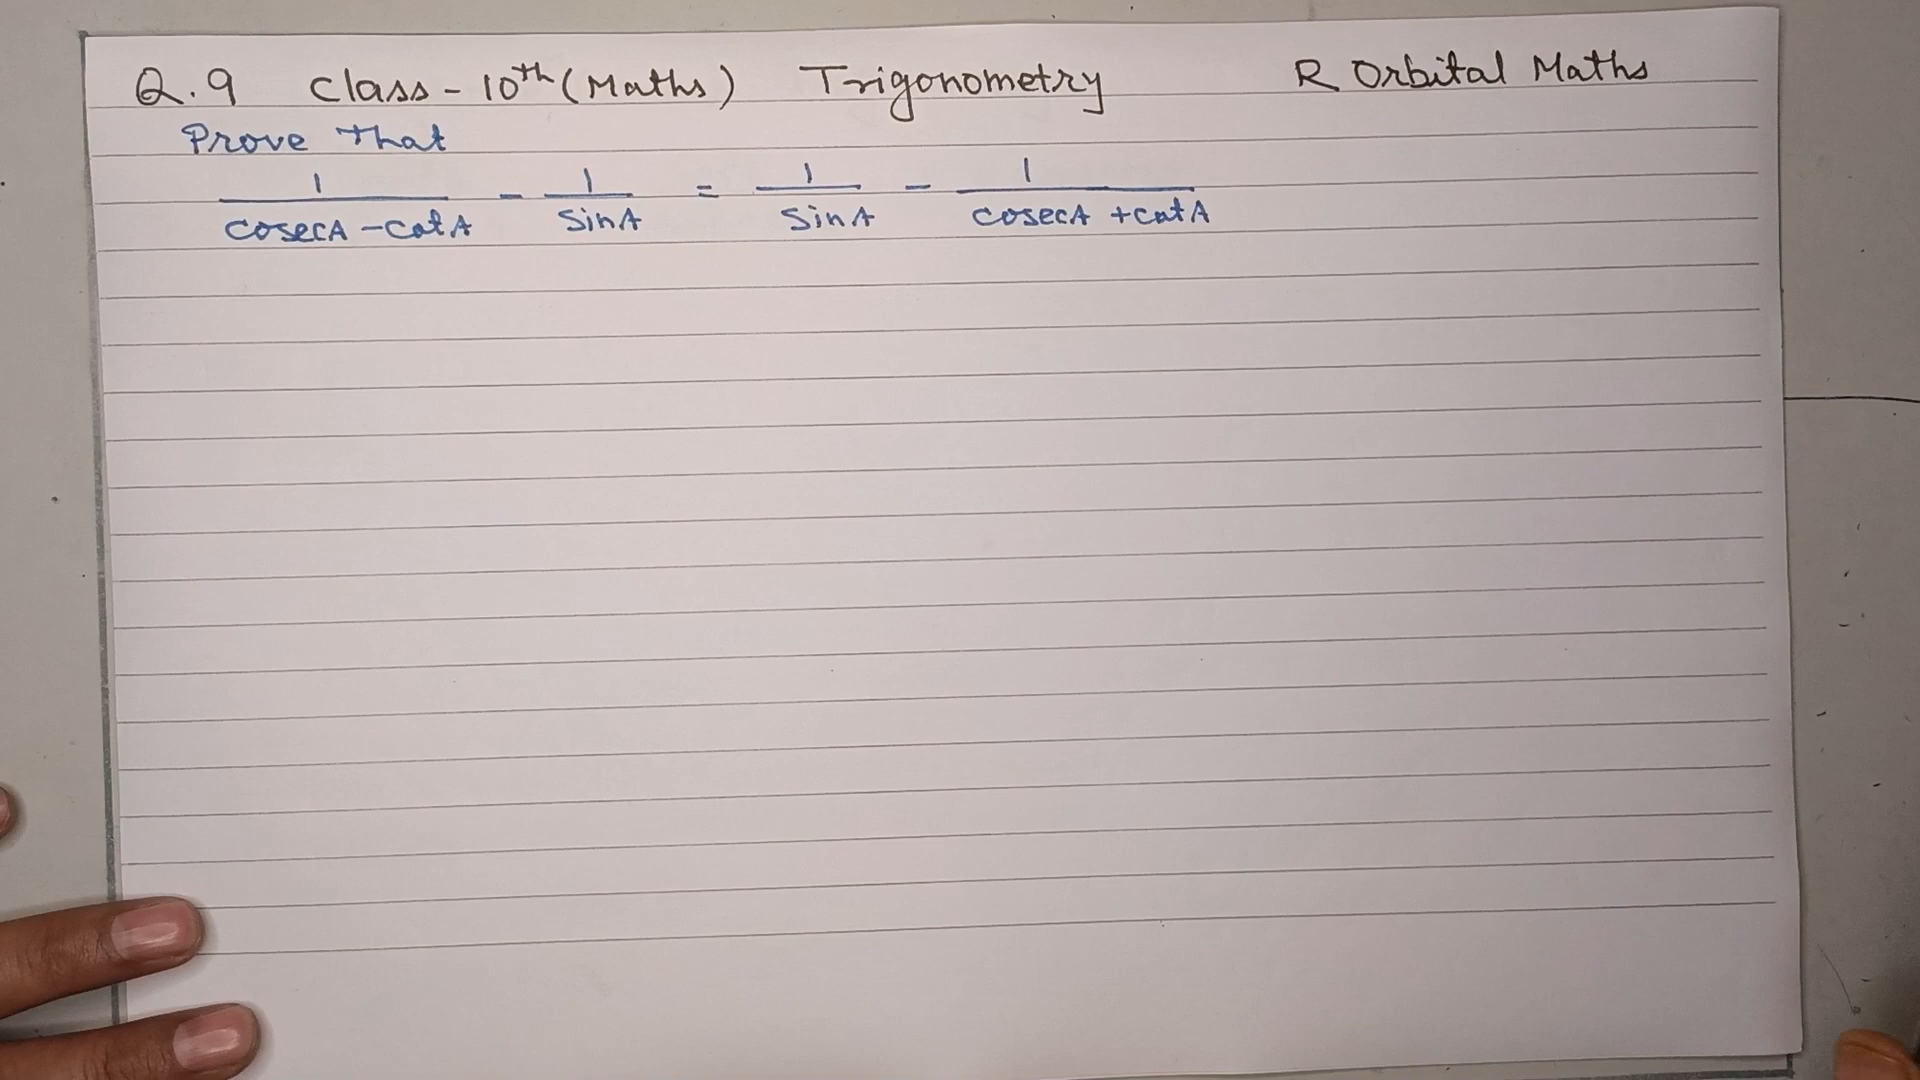 Q.9 Class - 10th (Maths) Trigonometry R Orbital Maths
Prove That
1/(cosecA - cotA) - 1/SinA = 1/SinA - 1/(cosecA + cotA)